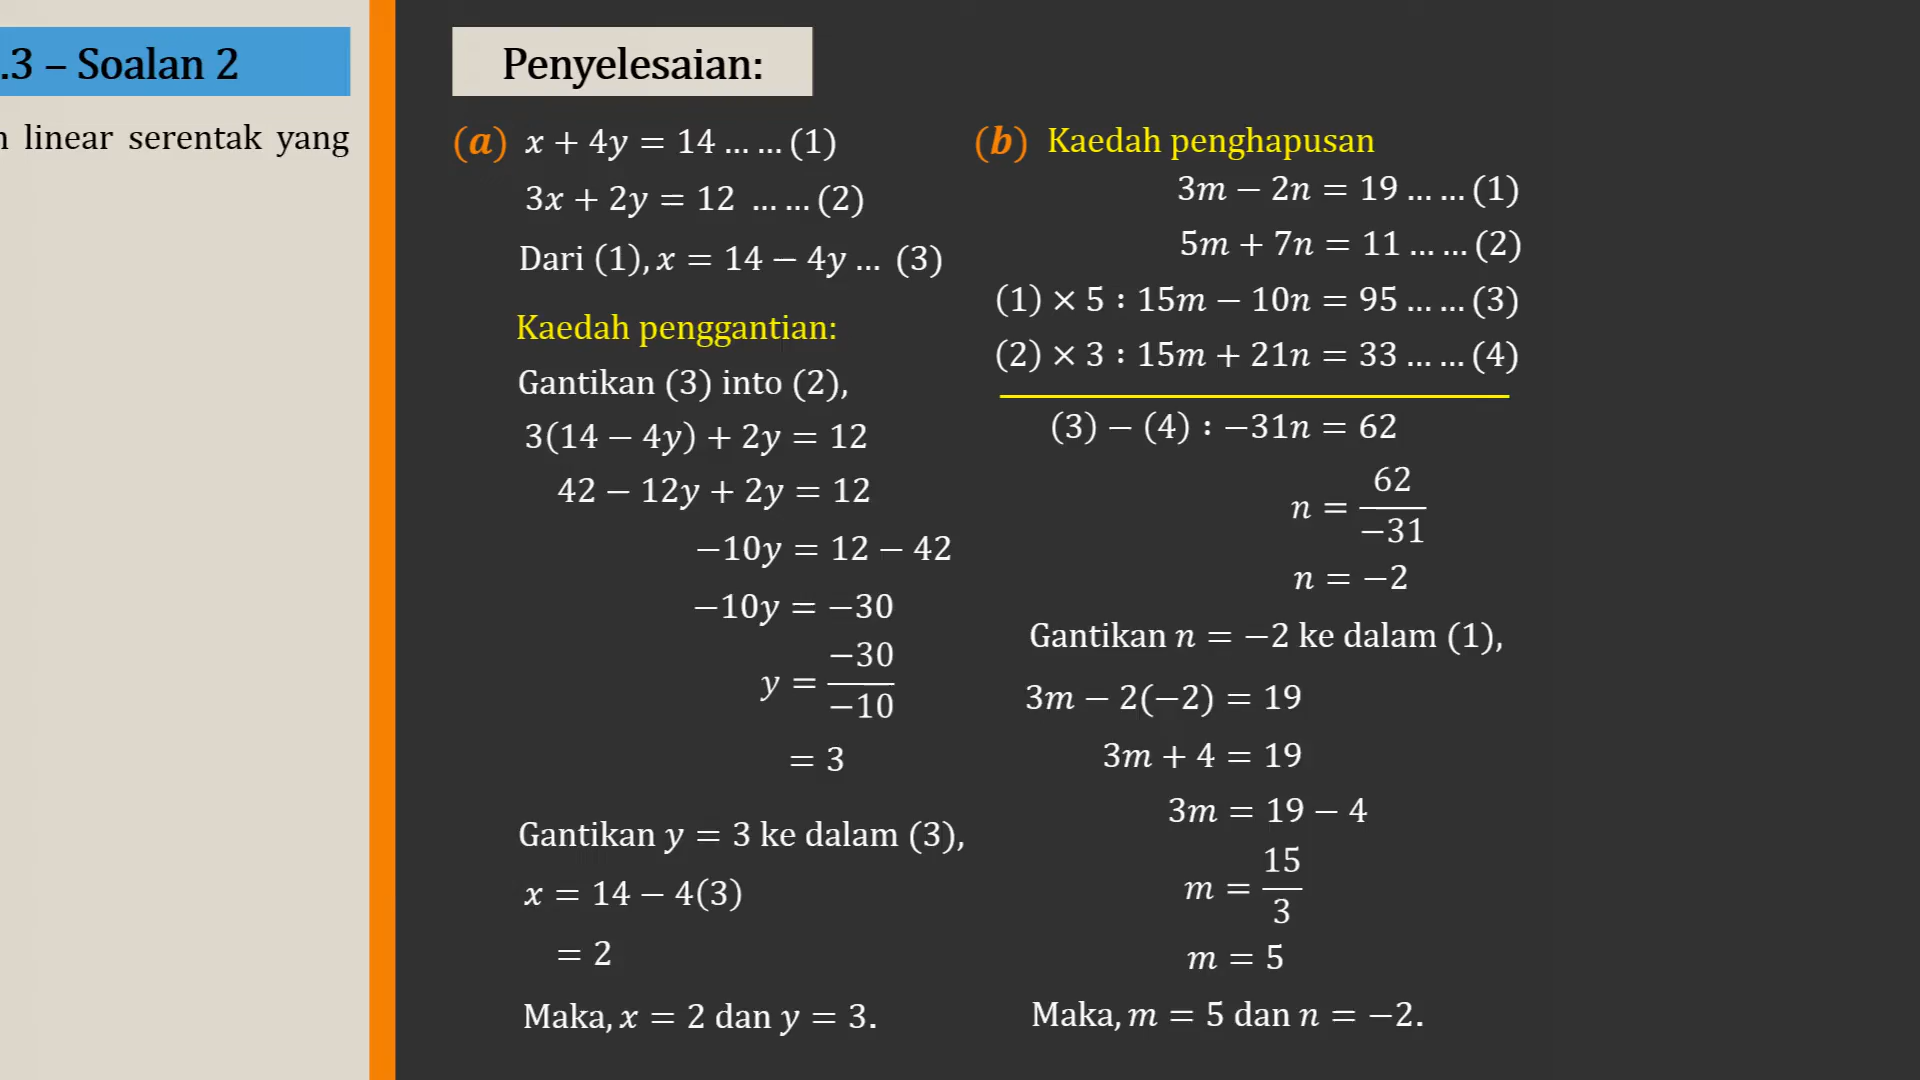 .3 – Soalan 2
linear serentak yang
Penyelesaian:
(a) x + 4y = 14 ... ... (1)
3x + 2y = 12 ... ... (2)
Dari (1), x = 14 − 4y ... (3)
Kaedah penggantian:
Gantikan (3) into (2),
3(14 − 4y) + 2y = 12
42 − 12y + 2y = 12
−10y = 12 − 42
−10y = −30
y = −30/−10
= 3
Gantikan y = 3 ke dalam (3),
x = 14 − 4(3)
= 2
Maka, x = 2 dan y = 3.
(b) Kaedah penghapusan
3m − 2n = 19 ... ... (1)
5m + 7n = 11 ... ... (2)
(1) × 5 : 15m − 10n = 95 ... ... (3)
(2) × 3 : 15m + 21n = 33 ... ... (4)
(3) − (4) : −31n = 62
n = 62/−31
n = −2
Gantikan n = −2 ke dalam (1),
3m − 2(−2) = 19
3m + 4 = 19
3m = 19 − 4
m = 15/3
m = 5
Maka, m = 5 dan n = −2.